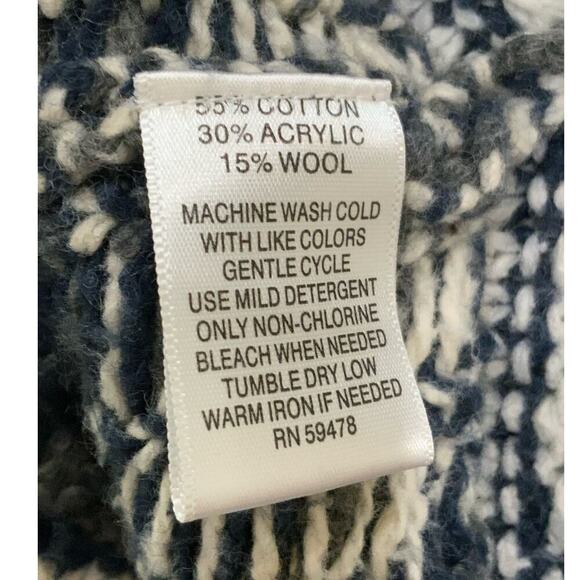 55% COTTON
30% ACRYLIC
15% WOOL
MACHINE WASH COLD
WITH LIKE COLORS
GENTLE CYCLE
USE MILD DETERGENT
ONLY NON-CHLORINE
BLEACH WHEN NEEDED
TUMBLE DRY LOW
WARM IRON IF NEEDED
RN 59478